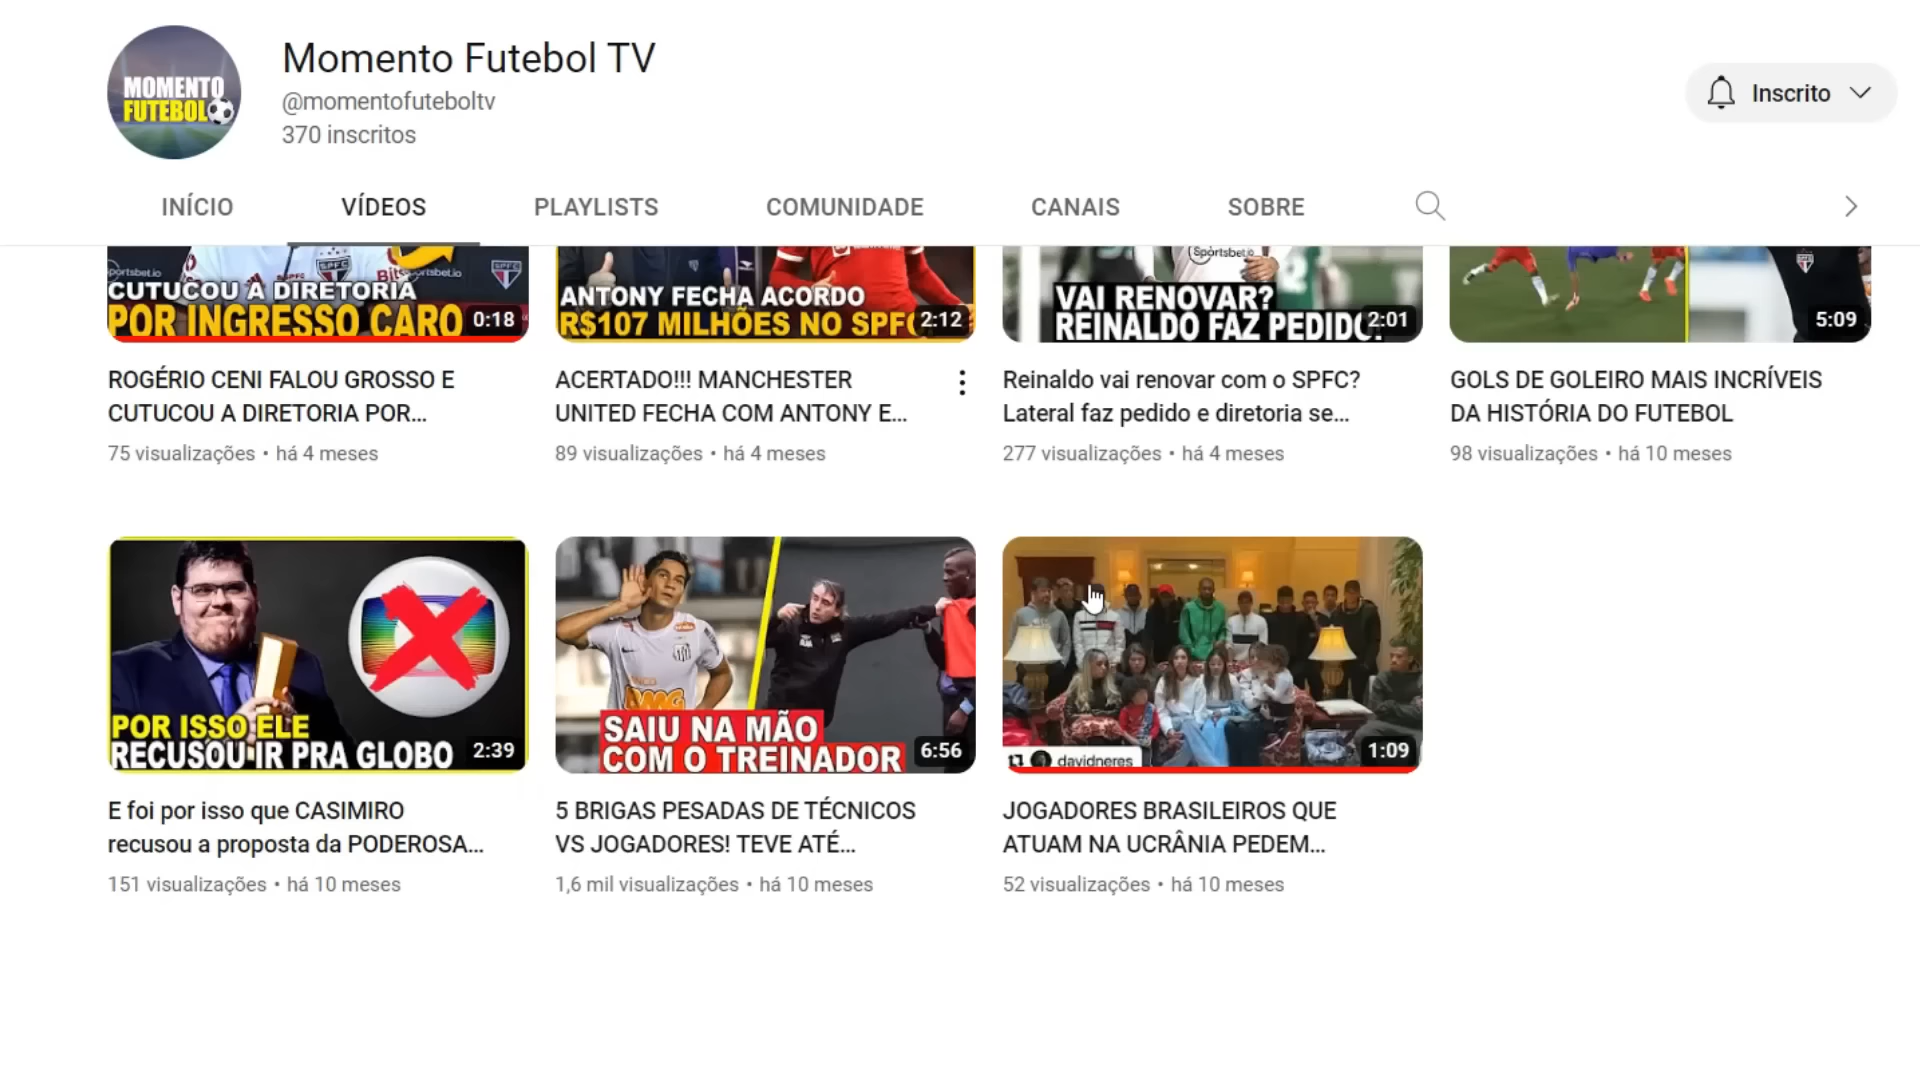 MOMENTO
FUTEBOL
Momento Futebol TV
@momentofuteboltv
370 inscritos
Inscrito
INÍCIO
VÍDEOS
PLAYLISTS
COMUNIDADE
CANAIS
SOBRE
CUTUCOU A DIRETORIA
POR INGRESSO CARO
0:18
ANTONY FECHA ACORDO
R$107 MILHÕES NO SPFC
2:12
Sportsbet.io
VAI RENOVAR?
REINALDO FAZ PEDIDO!
2:01
5:09
ROGÉRIO CENI FALOU GROSSO E
CUTUCOU A DIRETORIA POR...
75 visualizações • há 4 meses
ACERTADO!!! MANCHESTER
UNITED FECHA COM ANTONY E...
89 visualizações • há 4 meses
Reinaldo vai renovar com o SPFC?
Lateral faz pedido e diretoria se...
277 visualizações • há 4 meses
GOLS DE GOLEIRO MAIS INCRÍVEIS
DA HISTÓRIA DO FUTEBOL
98 visualizações • há 10 meses
POR ISSO ELE
RECUSOU IR PRA GLOBO
2:39
SAIU NA MÃO
COM O TREINADOR
6:56
davidneres
1:09
E foi por isso que CASIMIRO
recusou a proposta da PODEROSA...
151 visualizações • há 10 meses
5 BRIGAS PESADAS DE TÉCNICOS
VS JOGADORES! TEVE ATÉ...
1,6 mil visualizações • há 10 meses
JOGADORES BRASILEIROS QUE
ATUAM NA UCRÂNIA PEDEM...
52 visualizações • há 10 meses